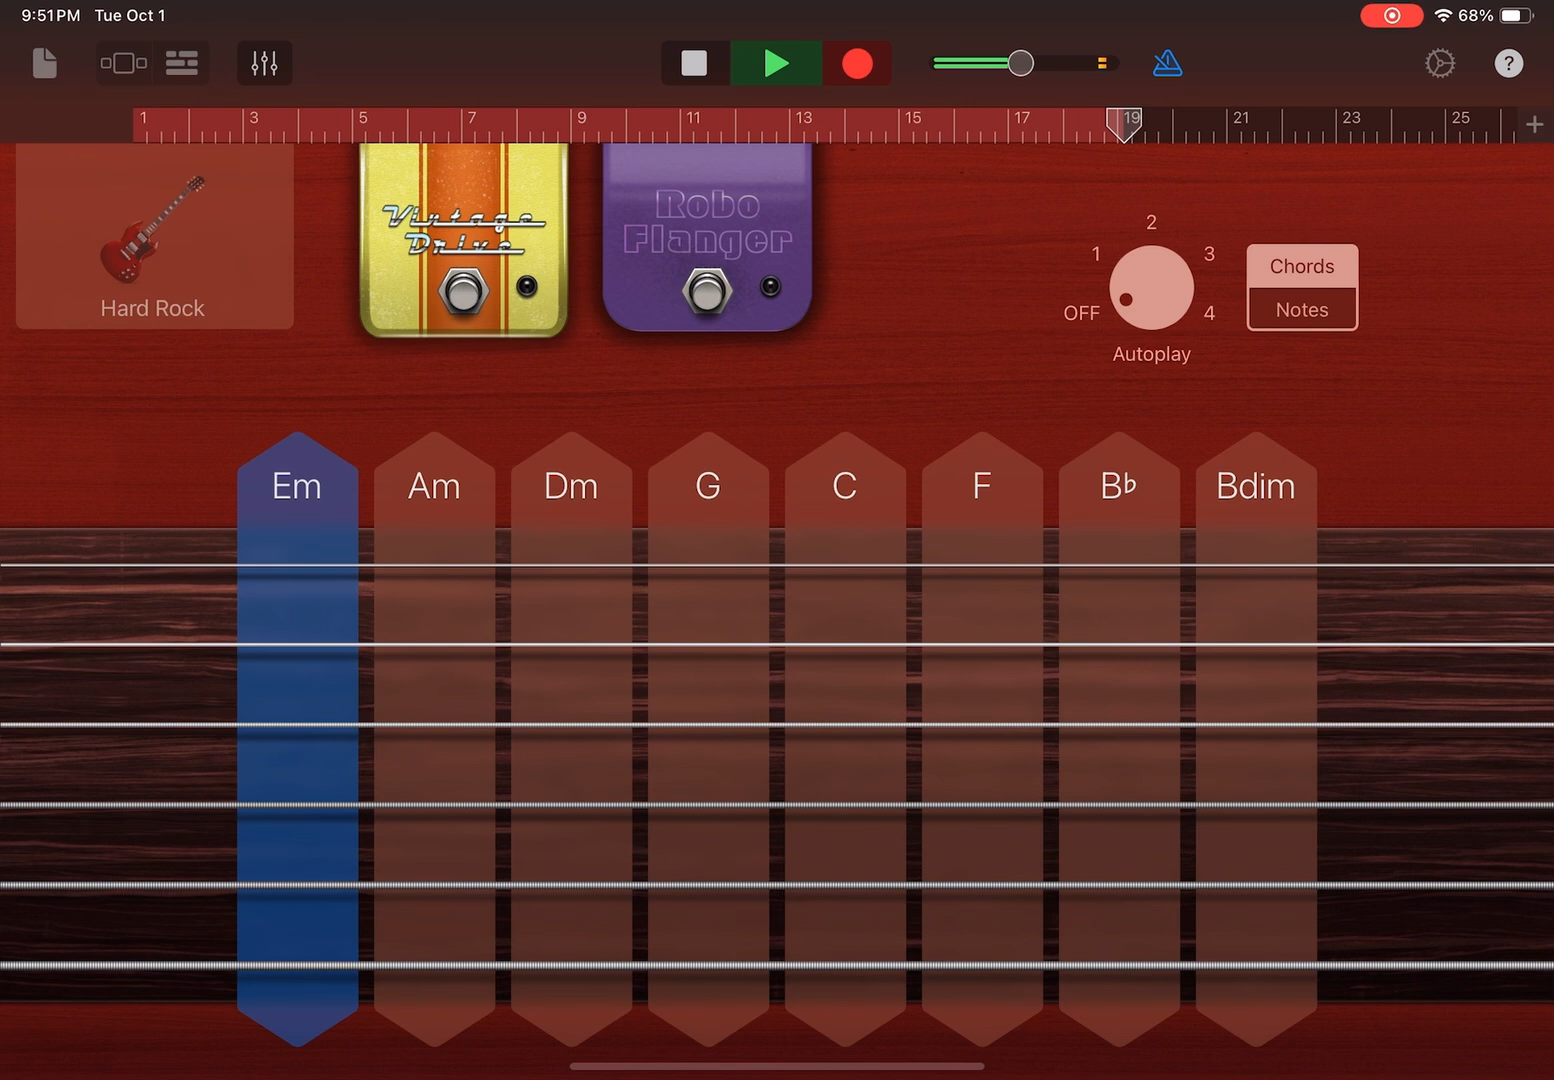 9:51 PM Tue Oct 1
68%
?
1 3 5 7 9 11 13 15 17 19 21 23 25 +
Hard Rock
Vintage
Drive
Robo
Flanger
2
1
3
OFF
4
Autoplay
Chords
Notes
Em Am Dm G C F B♭ Bdim